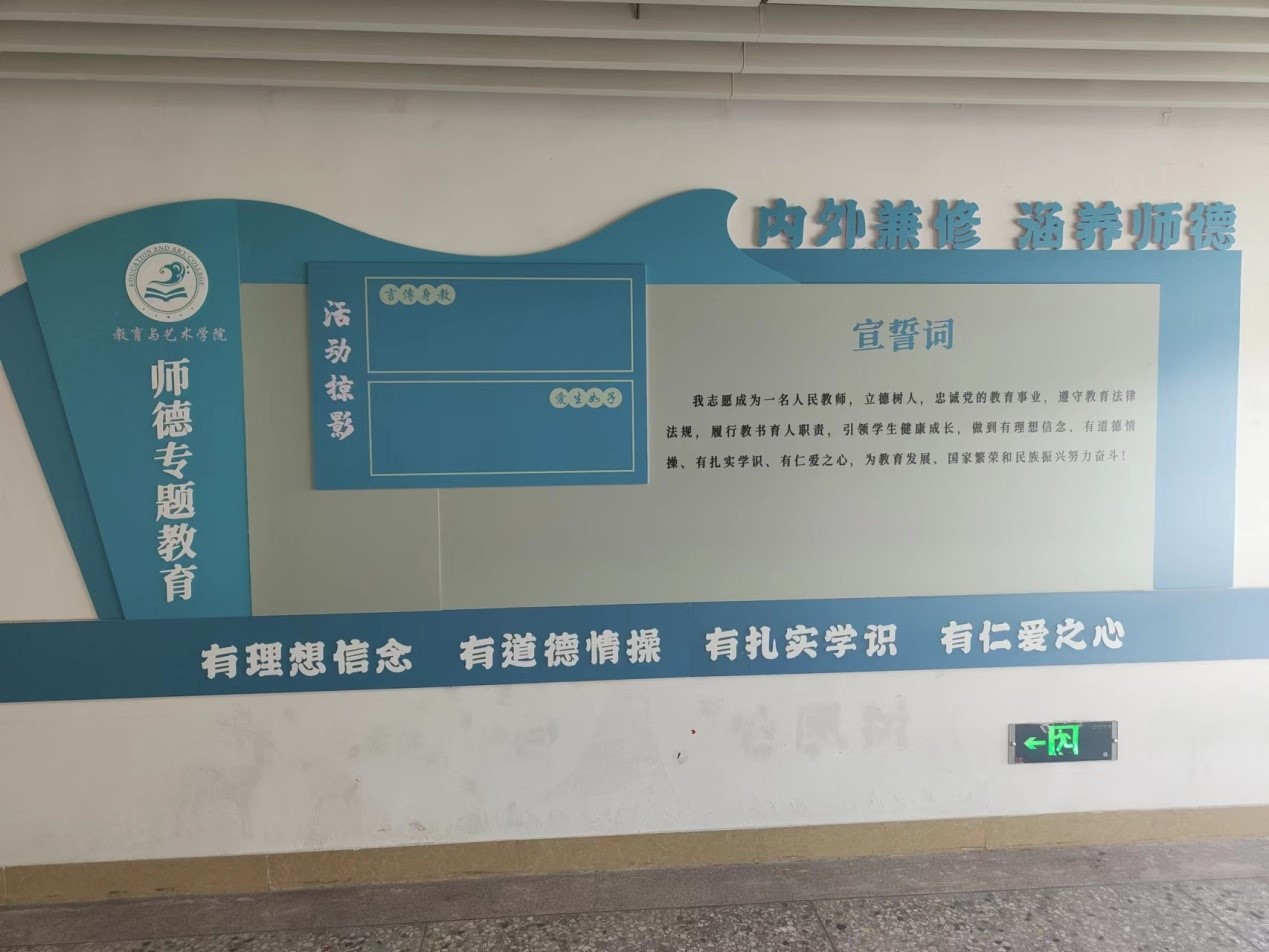 内外兼修 涵养师德
EDUCATION AND ART COLLEGE
教育与艺术学院
师德专题教育
活动掠影
言傳身教
爱生如子
宣誓词
我志愿成为一名人民教师，立德树人，忠诚党的教育事业，遵守教育法律
法规，履行教书育人职责，引领学生健康成长，做到有理想信念、有道德情
操、有扎实学识、有仁爱之心，为教育发展、国家繁荣和民族振兴努力奋斗！
有理想信念 有道德情操 有扎实学识 有仁爱之心